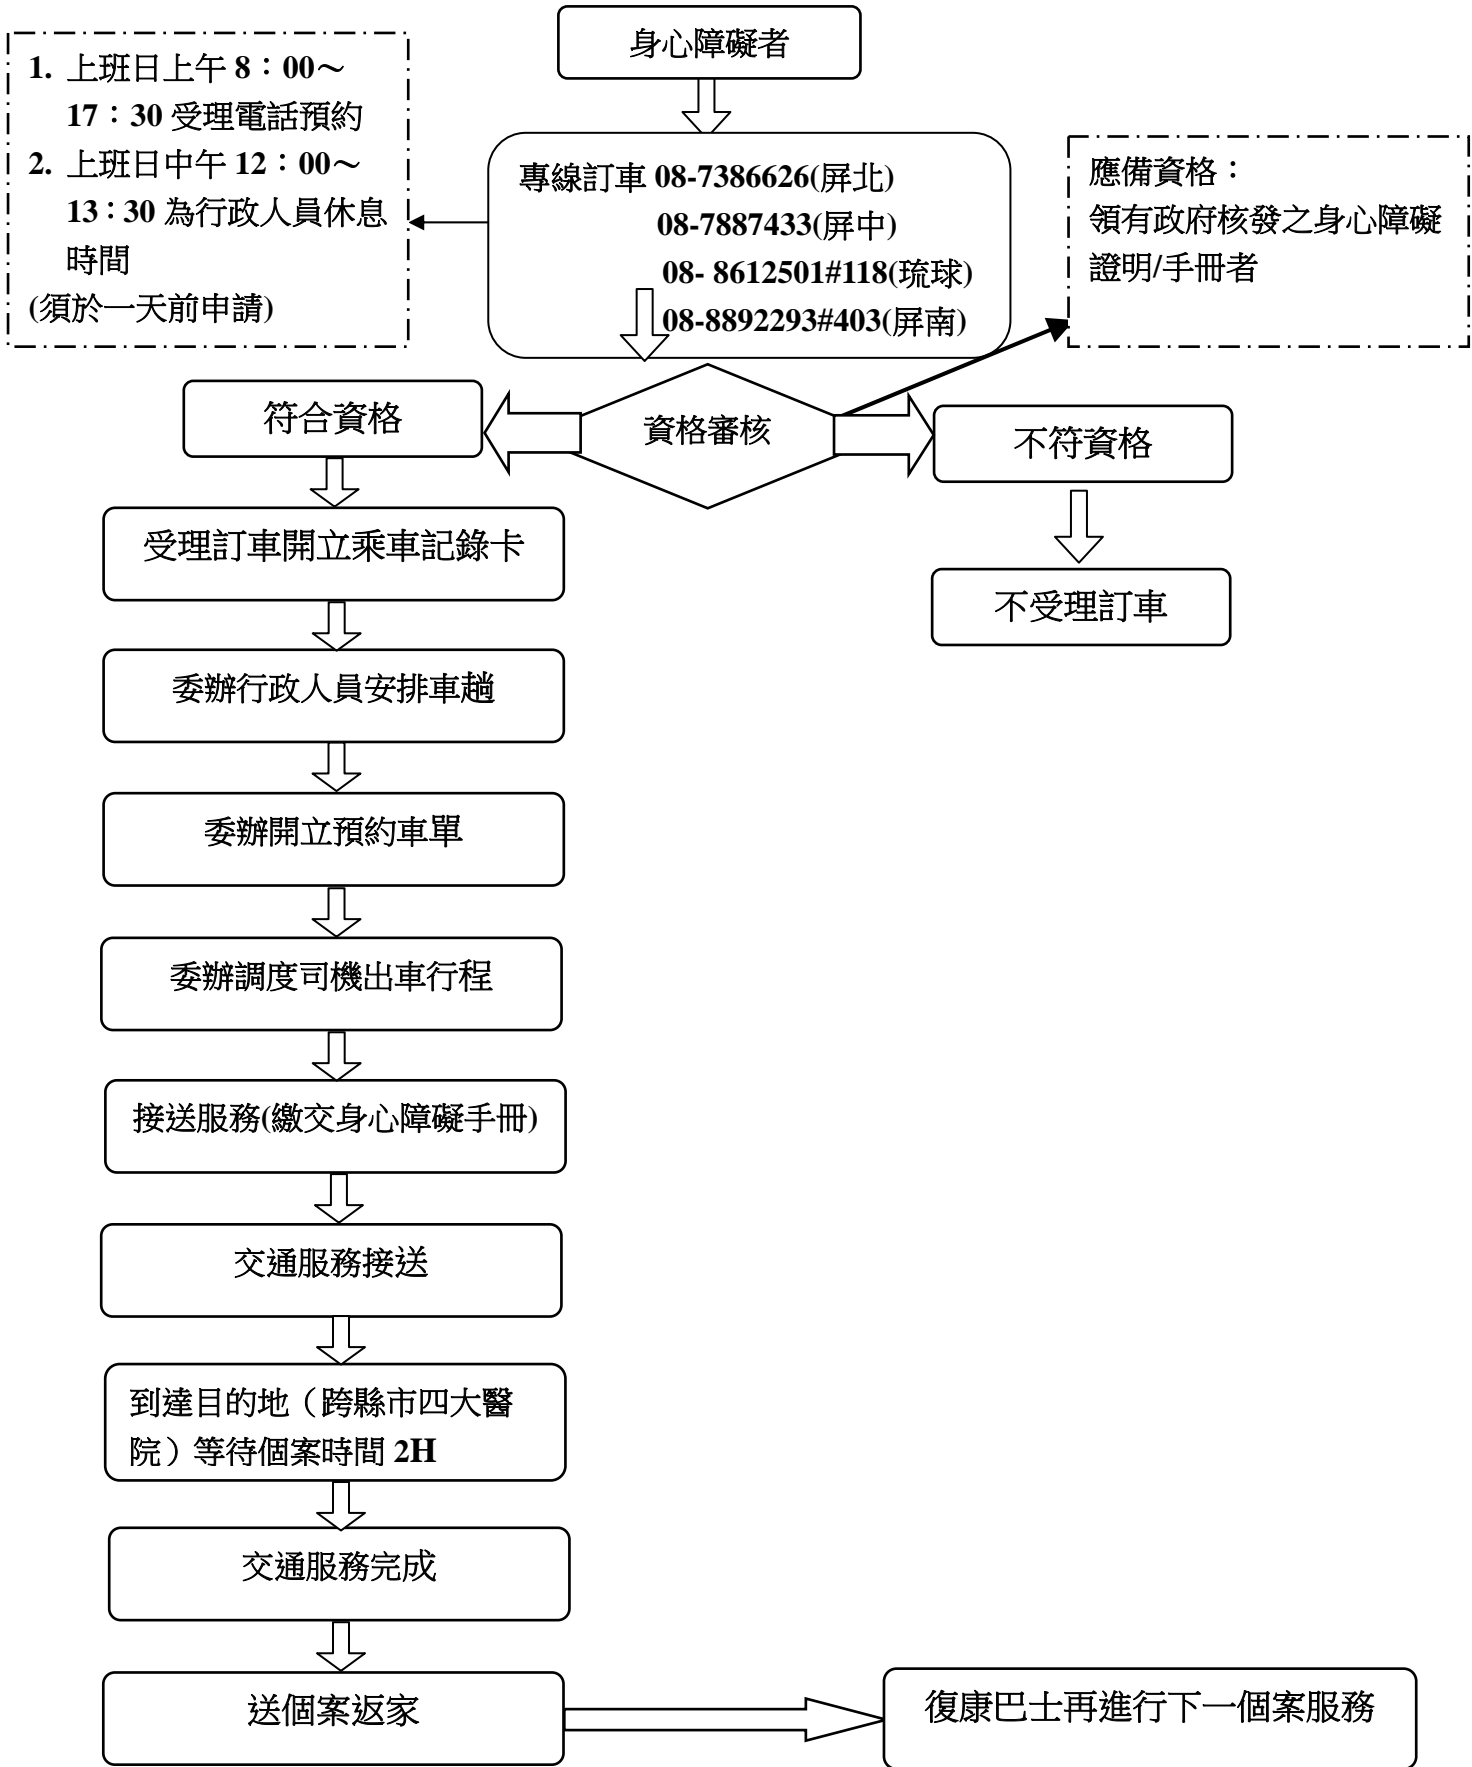 身心障礙者
1. 上班日上午 8：00～
17：30 受理電話預約
2. 上班日中午 12：00～
13：30 為行政人員休息
時間
(須於一天前申請)
專線訂車 08-7386626(屏北)
08-7887433(屏中)
08- 8612501#118(琉球)
08-8892293#403(屏南)
應備資格：
領有政府核發之身心障礙
證明/手冊者
符合資格
資格審核
不符資格
受理訂車開立乘車記錄卡
不受理訂車
委辦行政人員安排車趟
委辦開立預約車單
委辦調度司機出車行程
接送服務(繳交身心障礙手冊)
交通服務接送
到達目的地（跨縣市四大醫
院）等待個案時間 2H
交通服務完成
送個案返家
復康巴士再進行下一個案服務